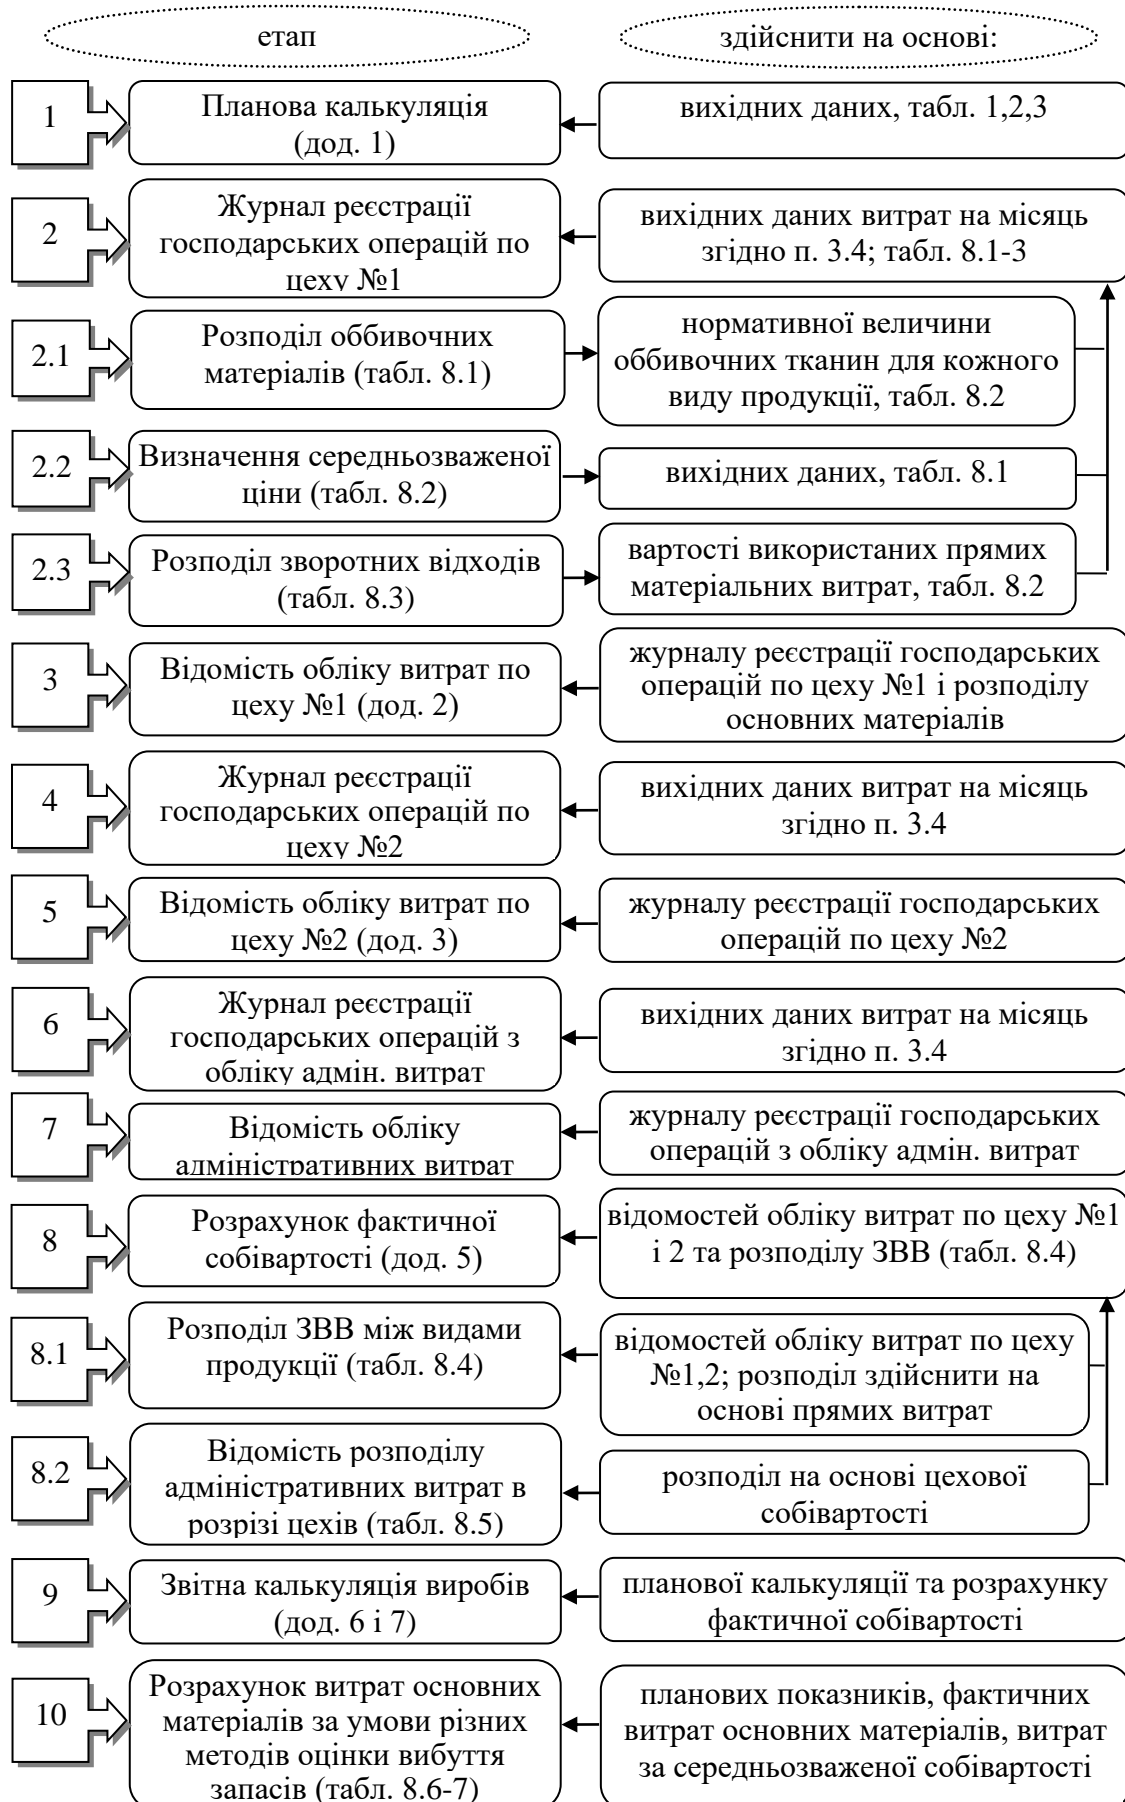 етап
здійснити на основі:
1
Планова калькуляція
(дод. 1)
вихідних даних, табл. 1,2,3
2
Журнал реєстрації
господарських операцій по
цеху №1
вихідних даних витрат на місяць
згідно п. 3.4; табл. 8.1-3
2.1
Розподіл оббивочних
матеріалів (табл. 8.1)
нормативної величини
оббивочних тканин для кожного
виду продукції, табл. 8.2
2.2
Визначення середньозваженої
ціни (табл. 8.2)
вихідних даних, табл. 8.1
2.3
Розподіл зворотних відходів
(табл. 8.3)
вартості використаних прямих
матеріальних витрат, табл. 8.2
3
Відомість обліку витрат по
цеху №1 (дод. 2)
журналу реєстрації господарських
операцій по цеху №1 і розподілу
основних матеріалів
4
Журнал реєстрації
господарських операцій по
цеху №2
вихідних даних витрат на місяць
згідно п. 3.4
5
Відомість обліку витрат по
цеху №2 (дод. 3)
журналу реєстрації господарських
операцій по цеху №2
6
Журнал реєстрації
господарських операцій з
обліку адмін. витрат
вихідних даних витрат на місяць
згідно п. 3.4
7
Відомість обліку
адміністративних витрат
журналу реєстрації господарських
операцій з обліку адмін. витрат
8
Розрахунок фактичної
собівартості (дод. 5)
відомостей обліку витрат по цеху №1
і 2 та розподілу ЗВВ (табл. 8.4)
8.1
Розподіл ЗВВ між видами
продукції (табл. 8.4)
відомостей обліку витрат по цеху
№1,2; розподіл здійснити на
основі прямих витрат
8.2
Відомість розподілу
адміністративних витрат в
розрізі цехів (табл. 8.5)
розподіл на основі цехової
собівартості
9
Звітна калькуляція виробів
(дод. 6 і 7)
планової калькуляції та розрахунку
фактичної собівартості
10
Розрахунок витрат основних
матеріалів за умови різних
методів оцінки вибуття
запасів (табл. 8.6-7)
планових показників, фактичних
витрат основних матеріалів, витрат
за середньозваженої собівартості